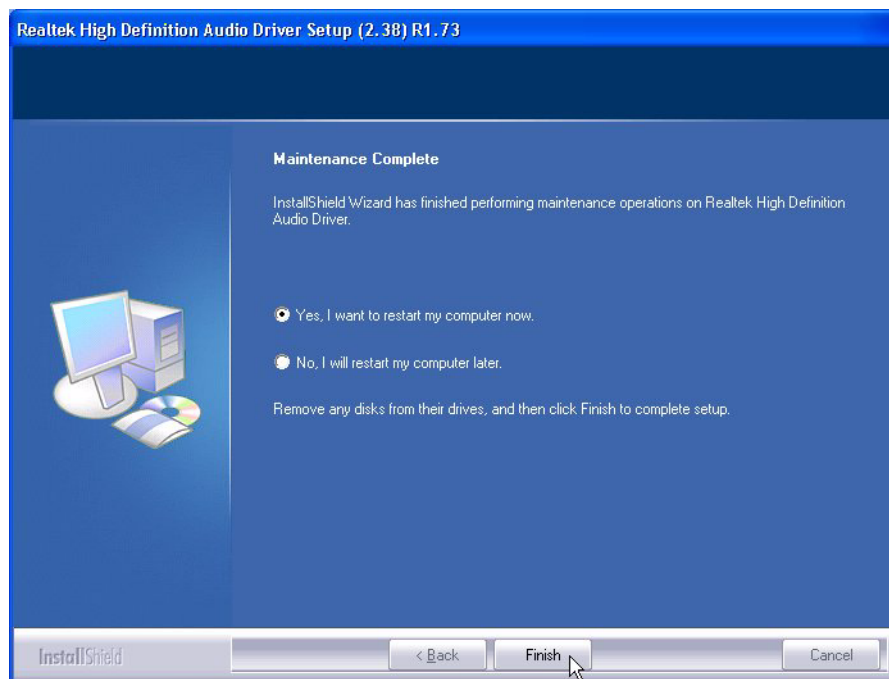 Realtek High Definition Audio Driver Setup (2.38) R1.73
Maintenance Complete
InstallShield Wizard has finished performing maintenance operations on Realtek High Definition
Audio Driver.
Yes, I want to restart my computer now.
No, I will restart my computer later.
Remove any disks from their drives, and then click Finish to complete setup.
InstallShield
< Back
Finish
Cancel